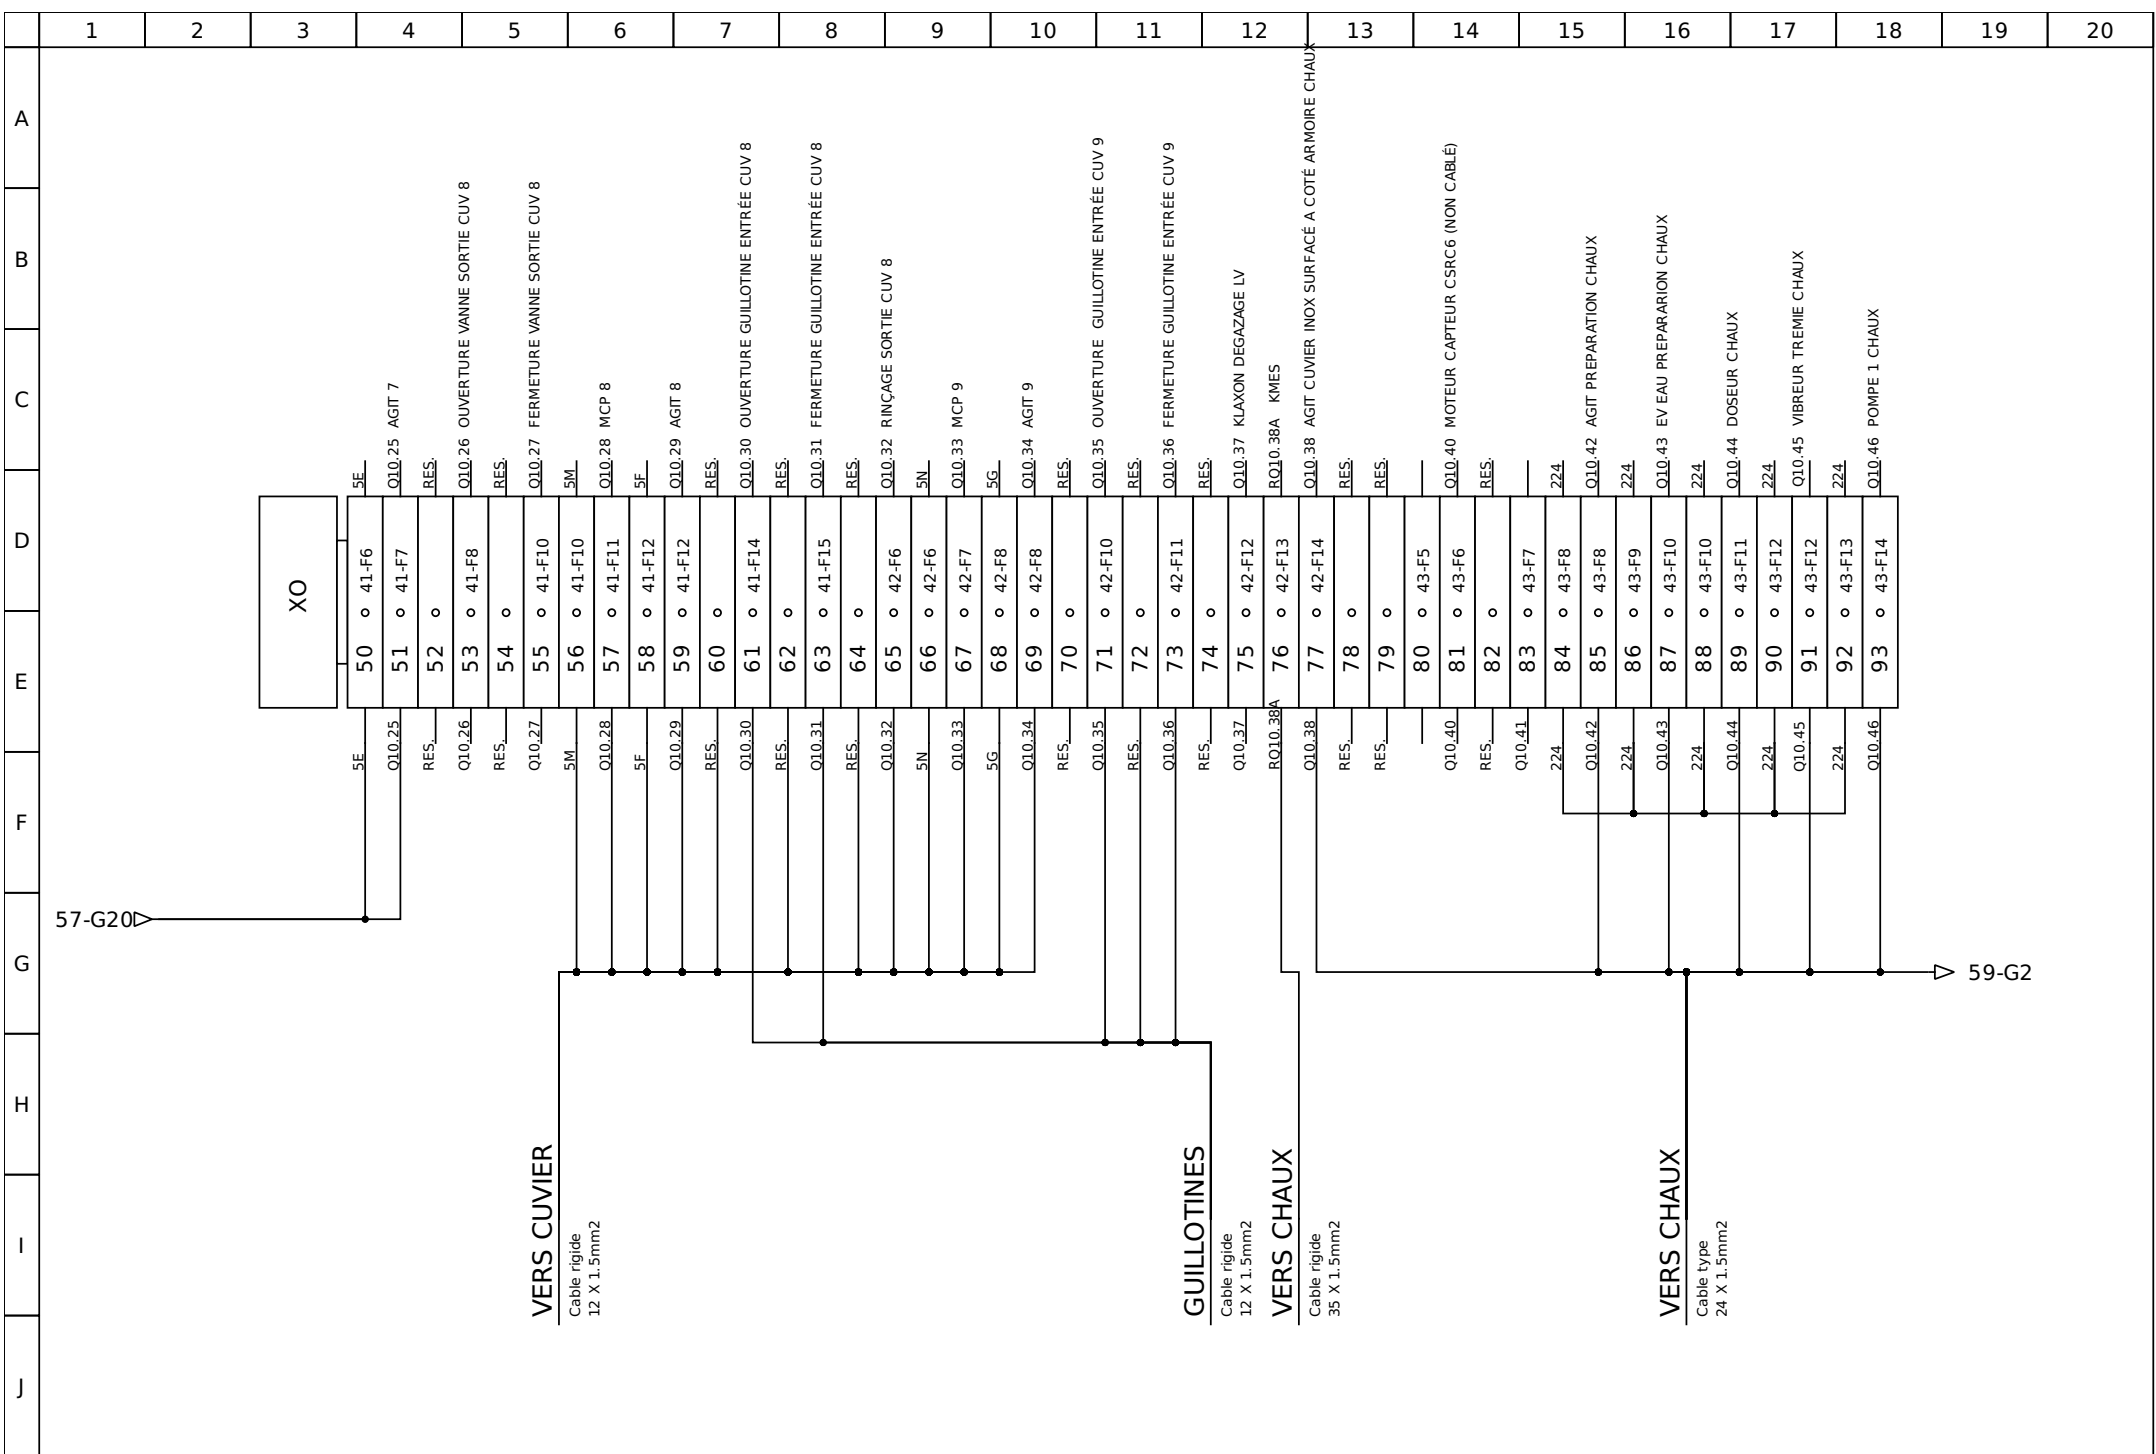 1 2 3 4 5 6 7 8 9 10 11 12 13 14 15 16 17 18 19 20
A
B
C
D
E
F
G
H
I
J
5E
Q10.25 AGIT 7
RES.
Q10.26 OUVERTURE VANNE SORTIE CUV 8
RES.
Q10.27 FERMETURE VANNE SORTIE CUV 8
5M
Q10.28 MCP 8
5F
Q10.29 AGIT 8
RES.
Q10.30 OUVERTURE GUILLOTINE ENTRÉE CUV 8
RES.
Q10.31 FERMETURE GUILLOTINE ENTRÉE CUV 8
RES.
Q10.32 RINÇAGE SORTIE CUV 8
5N
Q10.33 MCP 9
5G
Q10.34 AGIT 9
RES.
Q10.35 OUVERTURE GUILLOTINE ENTRÉE CUV 9
RES.
Q10.36 FERMETURE GUILLOTINE ENTRÉE CUV 9
RES.
Q10.37 KLAXON DEGAZAGE LV
RQ10.38A KMES
Q10.38 AGIT CUVIER INOX SURFACÉ A COTÉ ARMOIRE CHAUX
RES.
RES.
Q10.40 MOTEUR CAPTEUR CSRC6 (NON CABLÉ)
RES.
224
Q10.42 AGIT PREPARATION CHAUX
224
Q10.43 EV EAU PREPARARION CHAUX
224
Q10.44 DOSEUR CHAUX
224
Q10.45 VIBREUR TREMIE CHAUX
224
Q10.46 POMPE 1 CHAUX
XO
50 41-F6
51 41-F7
52
53 41-F8
54
55 41-F10
56 41-F10
57 41-F11
58 41-F12
59 41-F12
60
61 41-F14
62
63 41-F15
64
65 42-F6
66 42-F6
67 42-F7
68 42-F8
69 42-F8
70
71 42-F10
72
73 42-F11
74
75 42-F12
76 42-F13
77 42-F14
78
79
80 43-F5
81 43-F6
82
83 43-F7
84 43-F8
85 43-F8
86 43-F9
87 43-F10
88 43-F10
89 43-F11
90 43-F12
91 43-F12
92 43-F13
93 43-F14
5E
Q10.25
RES.
Q10.26
RES.
Q10.27
5M
Q10.28
5F
Q10.29
RES.
Q10.30
RES.
Q10.31
RES.
Q10.32
5N
Q10.33
5G
Q10.34
RES.
Q10.35
RES.
Q10.36
RES.
Q10.37
RQ10.38A
Q10.38
RES.
RES.
Q10.40
RES.
Q10.41
224
Q10.42
224
Q10.43
224
Q10.44
224
Q10.45
224
Q10.46
57-G20
59-G2
VERS CUVIER
Cable rigide
12 X 1.5mm2
GUILLOTINES
Cable rigide
12 X 1.5mm2
VERS CHAUX
Cable rigide
35 X 1.5mm2
VERS CHAUX
Cable type
24 X 1.5mm2